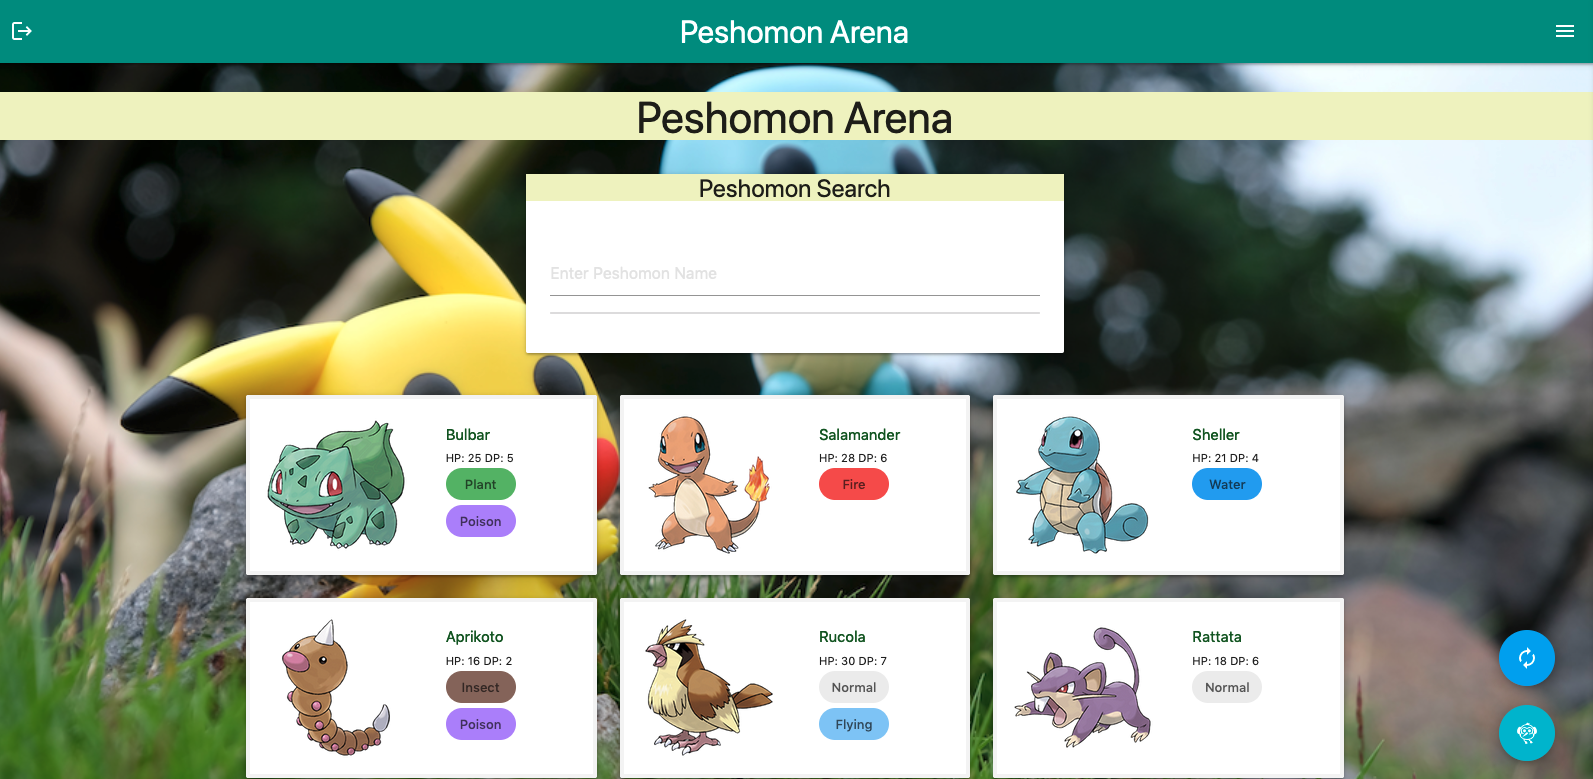 Peshomon Arena
Peshomon Arena
Peshomon Search
Enter Peshomon Name
Bulbar
HP: 25 DP: 5
Plant
Poison
Salamander
HP: 28 DP: 6
Fire
Sheller
HP: 21 DP: 4
Water
Aprikoto
HP: 16 DP: 2
Insect
Poison
Rucola
HP: 30 DP: 7
Normal
Flying
Rattata
HP: 18 DP: 6
Normal